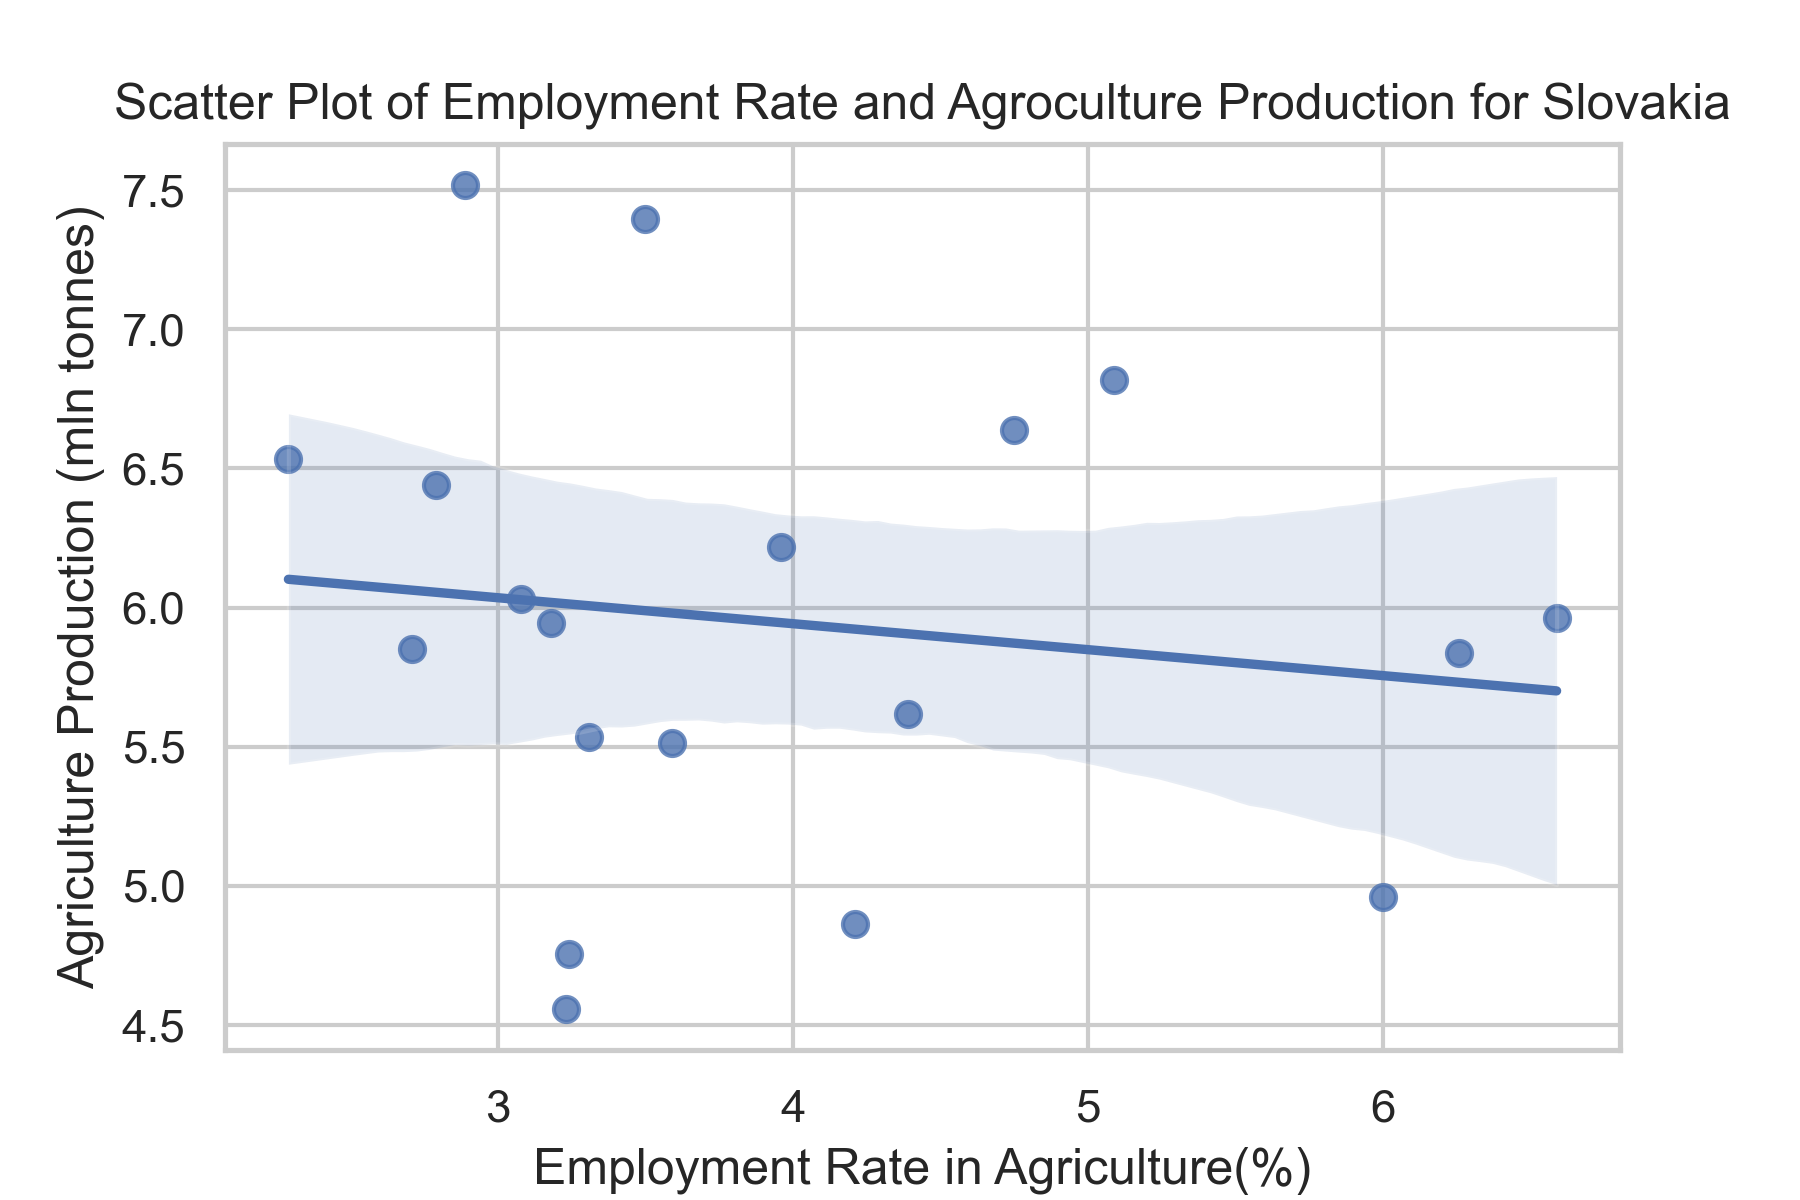 Scatter Plot of Employment Rate and Agroculture Production for Slovakia
Agriculture Production (mln tonnes)
7.5
7.0
6.5
6.0
5.5
5.0
4.5
3 4 5 6
Employment Rate in Agriculture(%)